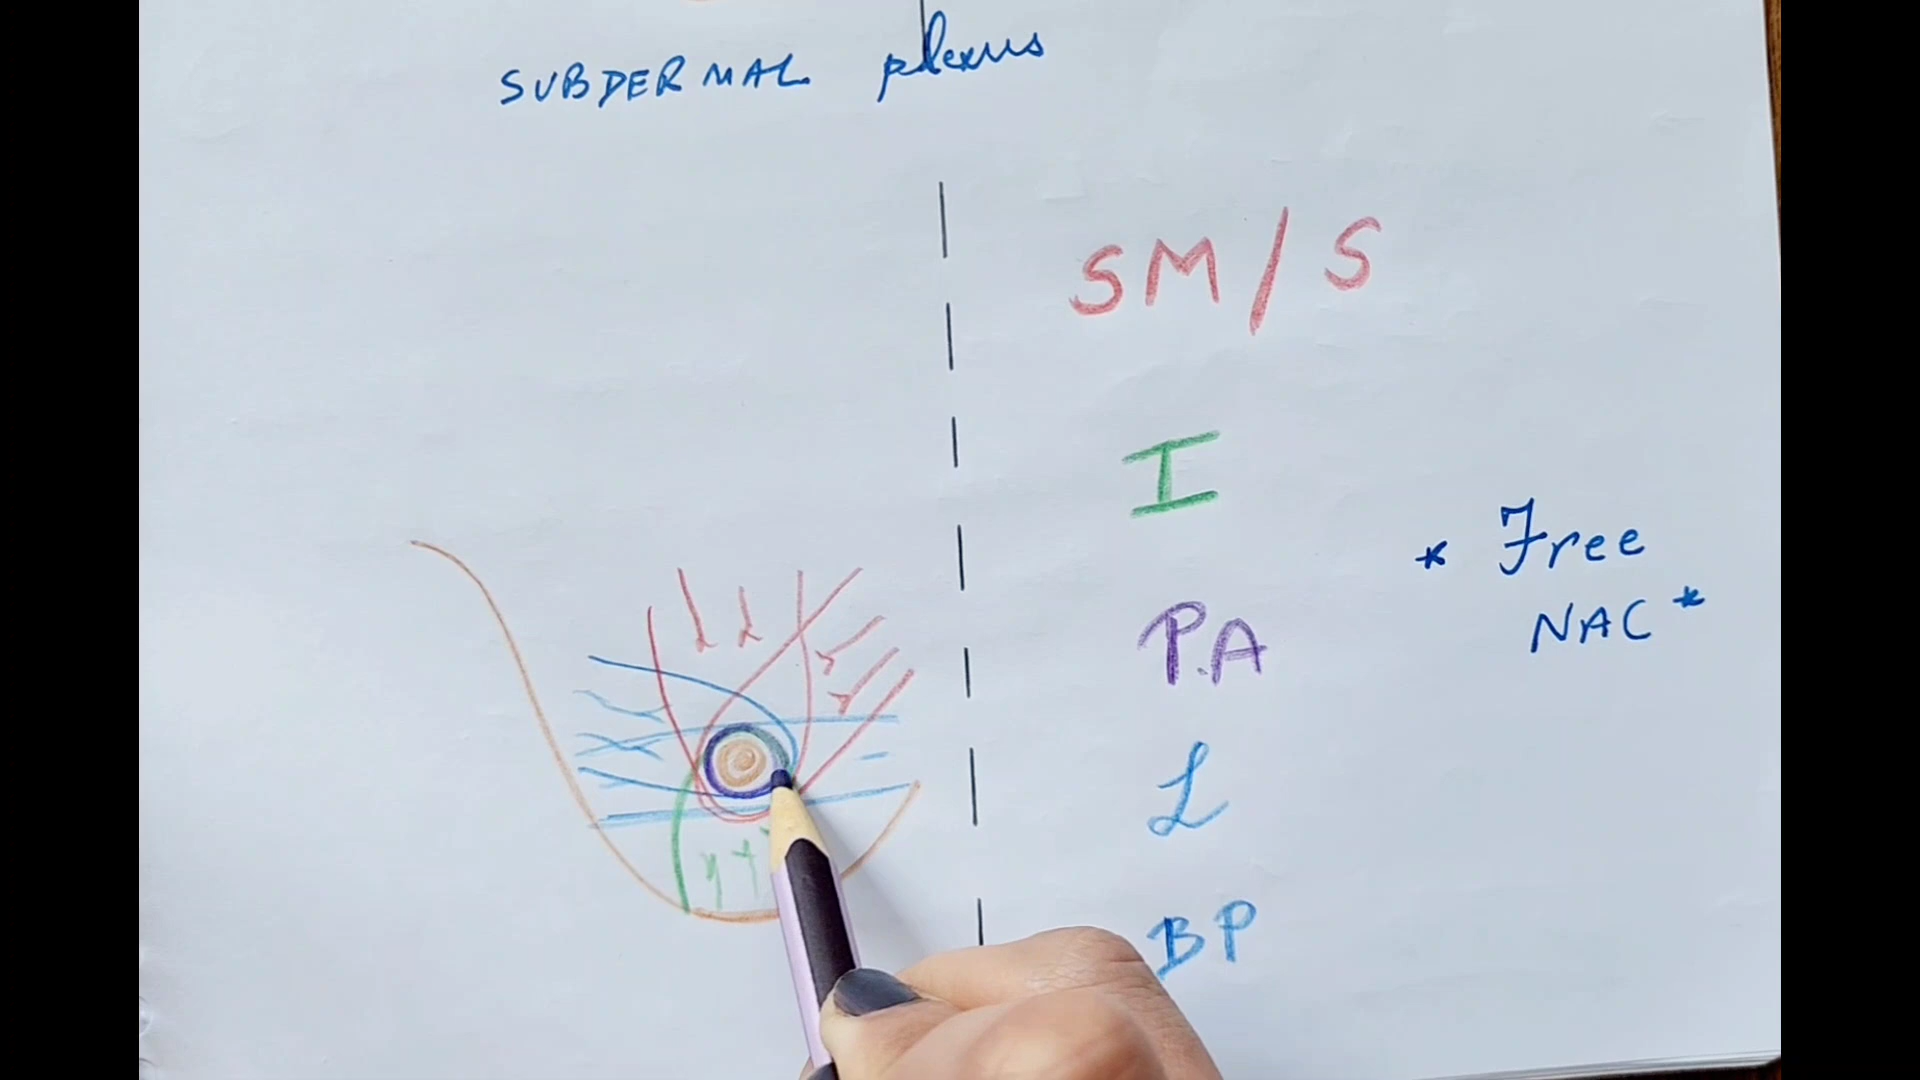 SUBDERMAL plexus
SM/S
I
* Free
NAC *
P.A
L
BP